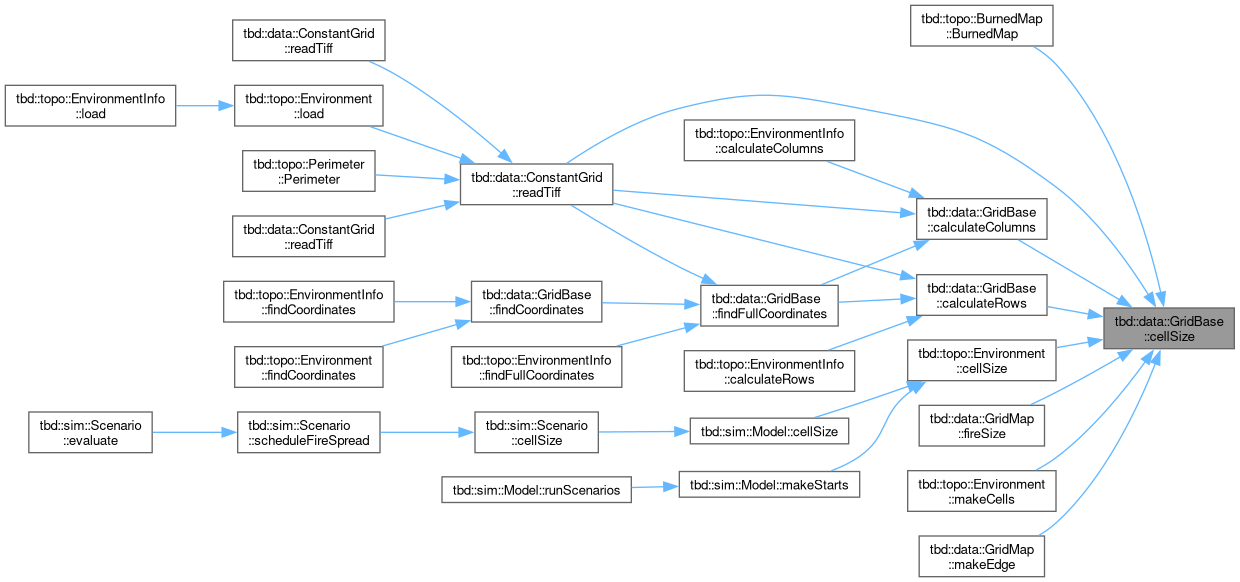 tbd::topo::BurnedMap
::BurnedMap
tbd::data::ConstantGrid
::readTiff
tbd::topo::EnvironmentInfo
::load
tbd::topo::Environment
::load
tbd::topo::EnvironmentInfo
::calculateColumns
tbd::topo::Perimeter
::Perimeter
tbd::data::ConstantGrid
::readTiff
tbd::data::GridBase
::calculateColumns
tbd::data::ConstantGrid
::readTiff
tbd::topo::EnvironmentInfo
::findCoordinates
tbd::data::GridBase
::findCoordinates
tbd::data::GridBase
::findFullCoordinates
tbd::data::GridBase
::calculateRows
tbd::data::GridBase
::cellSize
tbd::topo::Environment
::findCoordinates
tbd::topo::EnvironmentInfo
::findFullCoordinates
tbd::topo::EnvironmentInfo
::calculateRows
tbd::topo::Environment
::cellSize
tbd::sim::Scenario
::evaluate
tbd::sim::Scenario
::scheduleFireSpread
tbd::sim::Scenario
::cellSize
tbd::sim::Model::cellSize
tbd::data::GridMap
::fireSize
tbd::sim::Model::runScenarios
tbd::sim::Model::makeStarts
tbd::topo::Environment
::makeCells
tbd::data::GridMap
::makeEdge